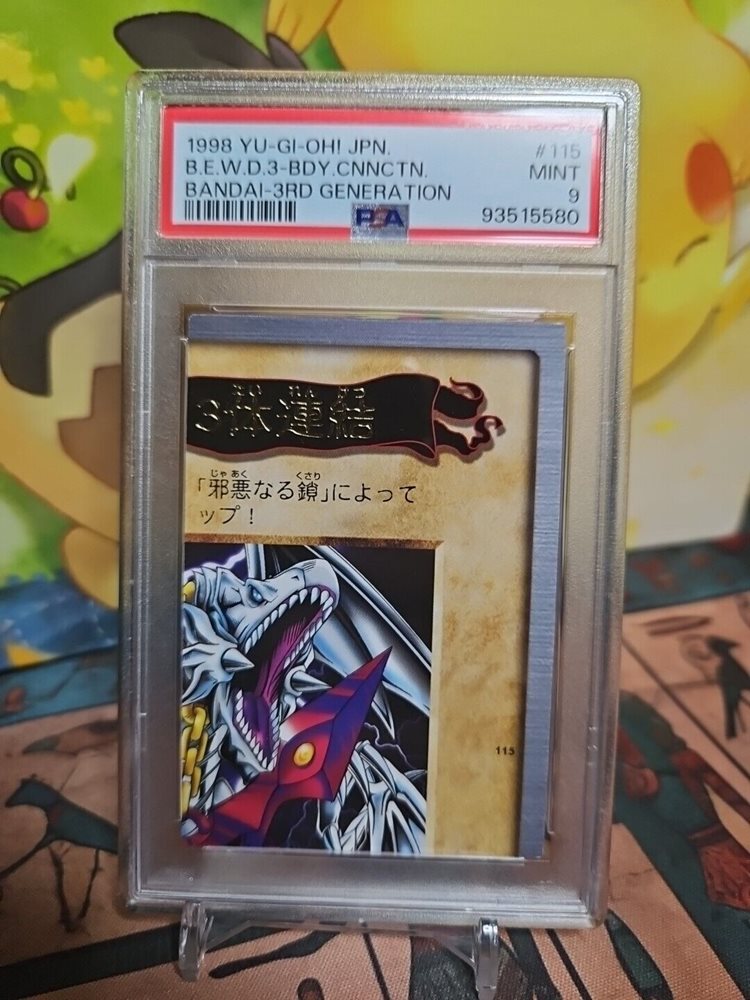 1998 YU-GI-OH! JPN. #115
B.E.W.D.3-BDY.CNNCTN. MINT
BANDAI-3RD GENERATION 9
PSA 93515580
3体連結
じゃあく くさり
「邪悪なる鎖」によって
ップ!
115